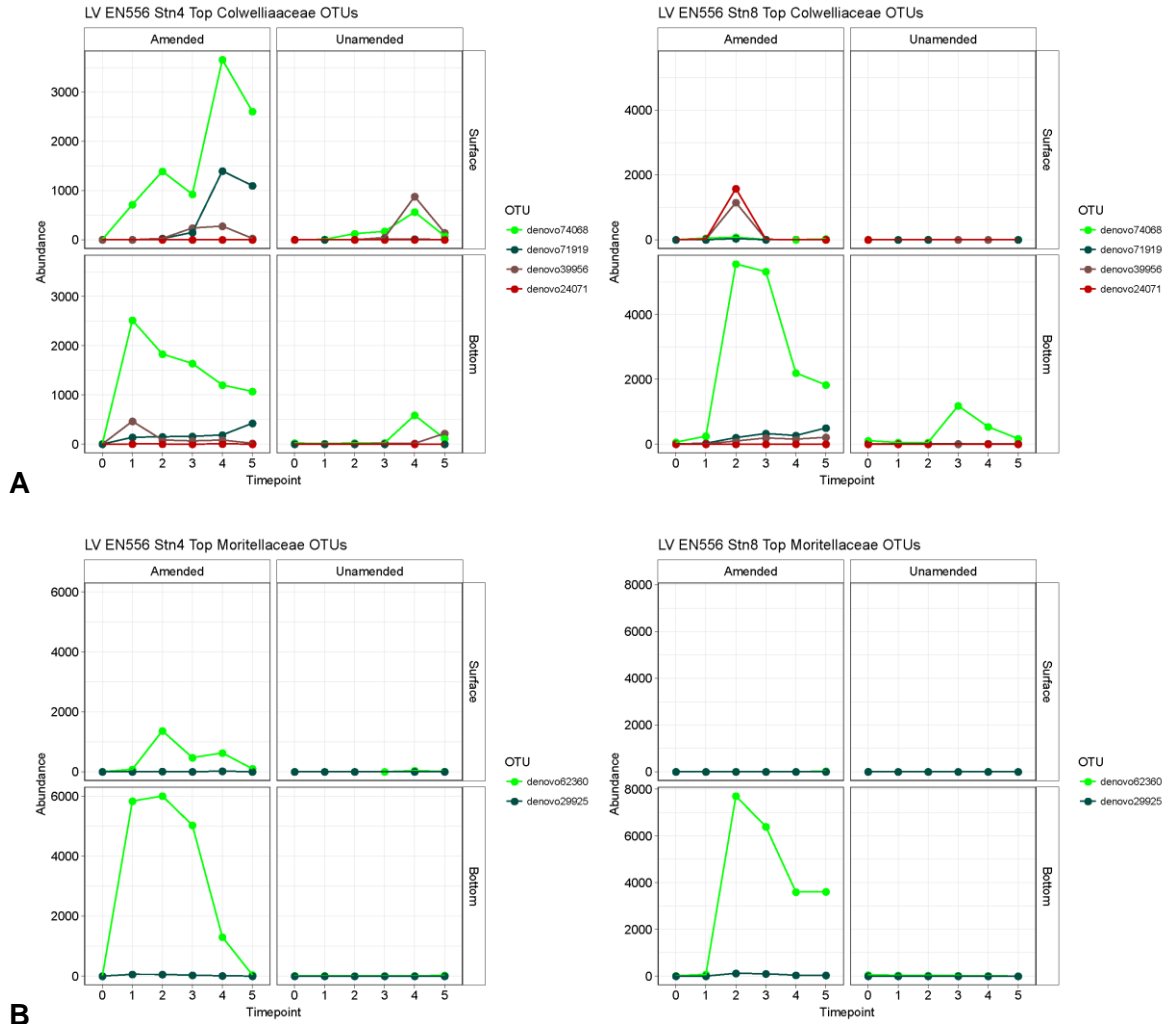 LV EN556 Stn4 Top Colwelliaaceae OTUs
Amended
Unamended
3000
2000
1000
0
Surface
3000
2000
1000
0
Bottom
Abundance
0 1 2 3 4 5
0 1 2 3 4 5
Timepoint
OTU
denovo74068
denovo71919
denovo39956
denovo24071
LV EN556 Stn8 Top Colwelliaaceae OTUs
Amended
Unamended
4000
2000
0
Surface
4000
2000
0
Bottom
Abundance
0 1 2 3 4 5
0 1 2 3 4 5
Timepoint
OTU
denovo74068
denovo71919
denovo39956
denovo24071
A
LV EN556 Stn4 Top Moritellaceae OTUs
Amended
Unamended
6000
4000
2000
0
Surface
6000
4000
2000
0
Bottom
Abundance
0 1 2 3 4 5
0 1 2 3 4 5
Timepoint
OTU
denovo62360
denovo29925
LV EN556 Stn8 Top Moritellaceae OTUs
Amended
Unamended
8000
6000
4000
2000
0
Surface
8000
6000
4000
2000
0
Bottom
Abundance
0 1 2 3 4 5
0 1 2 3 4 5
Timepoint
OTU
denovo62360
denovo29925
B